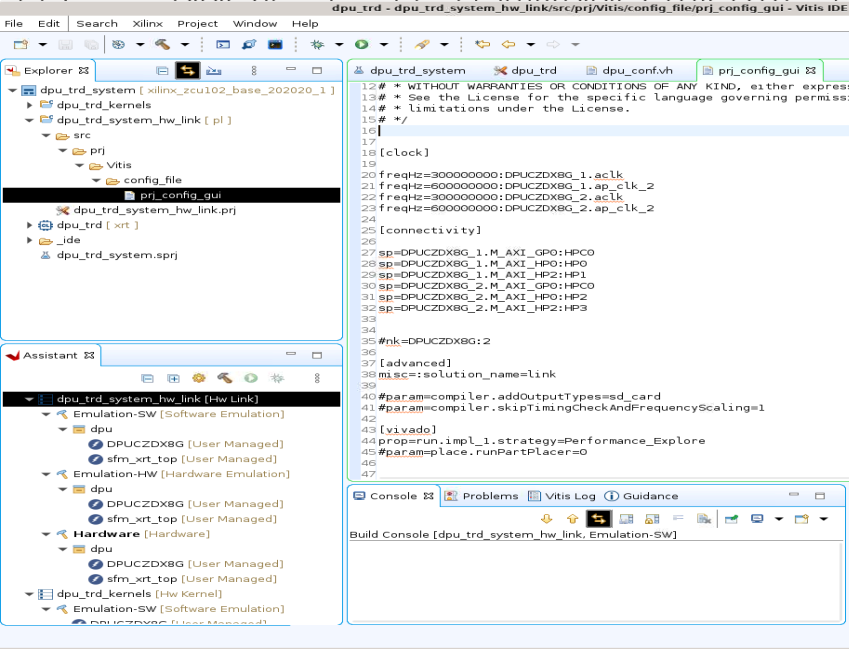 dpu_trd - dpu_trd_system_hw_link/src/prj/Vitis/config_file/prj_config_gui - Vitis IDE
File Edit Search Xilinx Project Window Help
Explorer
dpu_trd_system [ xilinx_zcu102_base_202020_1 ]
dpu_trd_kernels
dpu_trd_system_hw_link [ pl ]
src
prj
Vitis
config_file
prj_config_gui
dpu_trd_system_hw_link.prj
dpu_trd [ xrt ]
_ide
dpu_trd_system.sprj
Assistant
dpu_trd_system_hw_link [Hw Link]
Emulation-SW [Software Emulation]
dpu
DPUCZDX8G [User Managed]
sfm_xrt_top [User Managed]
Emulation-HW [Hardware Emulation]
dpu
DPUCZDX8G [User Managed]
sfm_xrt_top [User Managed]
Hardware [Hardware]
dpu
DPUCZDX8G [User Managed]
sfm_xrt_top [User Managed]
dpu_trd_kernels [Hw Kernel]
Emulation-SW [Software Emulation]
DPUCZDX8G [User Managed]
dpu_trd_system dpu_trd dpu_conf.vh prj_config_gui
12# * WITHOUT WARRANTIES OR CONDITIONS OF ANY KIND, either expres
13# * See the License for the specific language governing permis
14# * limitations under the License.
15# */
16
17
18 [clock]
19
20 freqHz=300000000:DPUCZDX8G_1.aclk
21 freqHz=600000000:DPUCZDX8G_1.ap_clk_2
22 freqHz=300000000:DPUCZDX8G_2.aclk
23 freqHz=600000000:DPUCZDX8G_2.ap_clk_2
24
25 [connectivity]
26
27 sp=DPUCZDX8G_1.M_AXI_GP0:HPC0
28 sp=DPUCZDX8G_1.M_AXI_HP0:HP0
29 sp=DPUCZDX8G_1.M_AXI_HP2:HP1
30 sp=DPUCZDX8G_2.M_AXI_GP0:HPC0
31 sp=DPUCZDX8G_2.M_AXI_HP0:HP2
32 sp=DPUCZDX8G_2.M_AXI_HP2:HP3
33
34
35 #nk=DPUCZDX8G:2
36
37 [advanced]
38 misc=:solution_name=link
39
40 #param=compiler.addOutputTypes=sd_card
41 #param=compiler.skipTimingCheckAndFrequencyScaling=1
42
43 [vivado]
44 prop=run.impl_1.strategy=Performance_Explore
45 #param=place.runPartPlacer=0
46
47
Console Problems Vitis Log Guidance
Build Console [dpu_trd_system_hw_link, Emulation-SW]